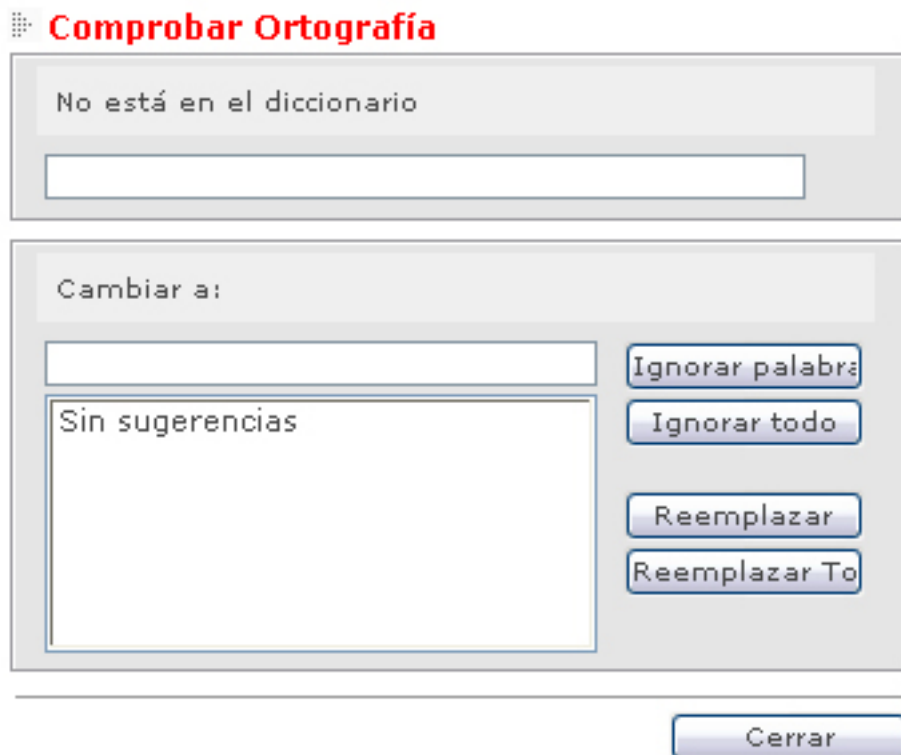 Comprobar Ortografía
No está en el diccionario
Cambiar a:
Ignorar palabra
Sin sugerencias
Ignorar todo
Reemplazar
Reemplazar To
Cerrar